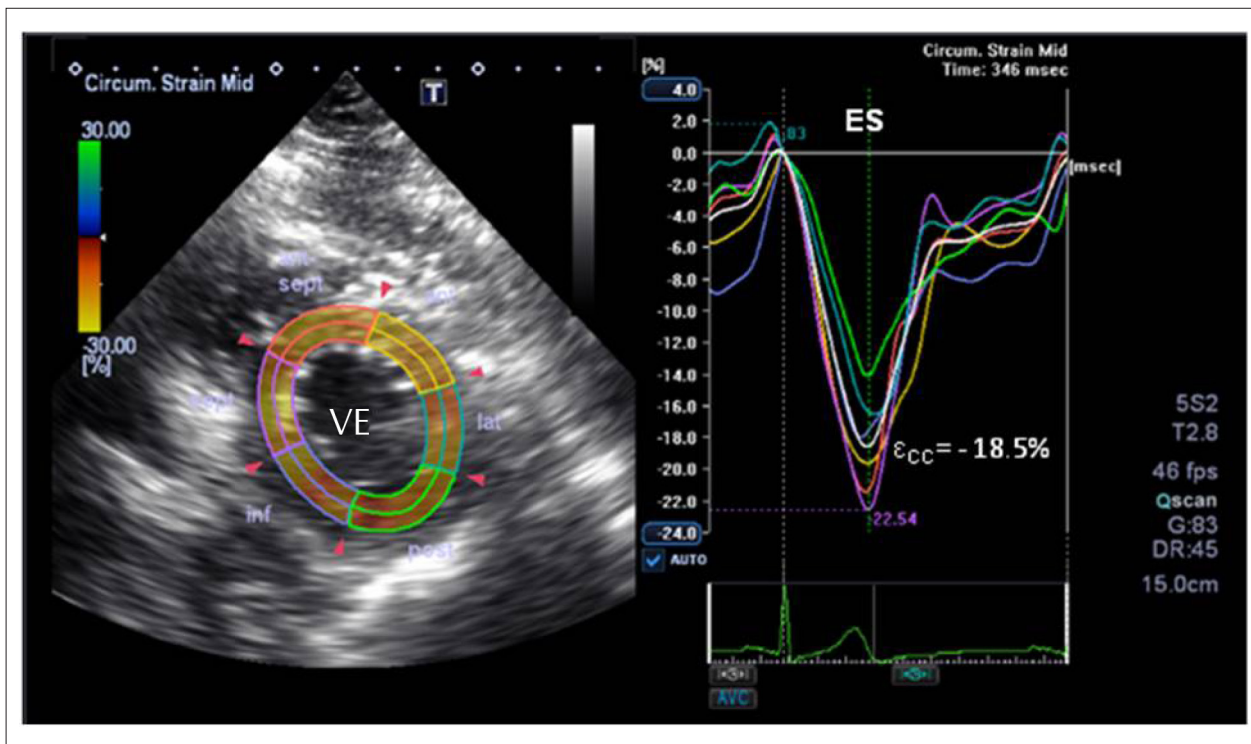 Circum. Strain Mid
T
30.00
-30.00
[%]
ant
sept
ant
sept
VE
lat
inf
post
[%]
Circum. Strain Mid
Time: 346 msec
4.0
2.0
0.0
-2.0
-4.0
-6.0
-8.0
-10.0
-12.0
-14.0
-16.0
-18.0
-20.0
-22.0
-24.0
AUTO
ES
[msec]
εCC= - 18.5%
-22.54
AVC
5S2
T2.8
46 fps
Qscan
G:83
DR:45
15.0cm